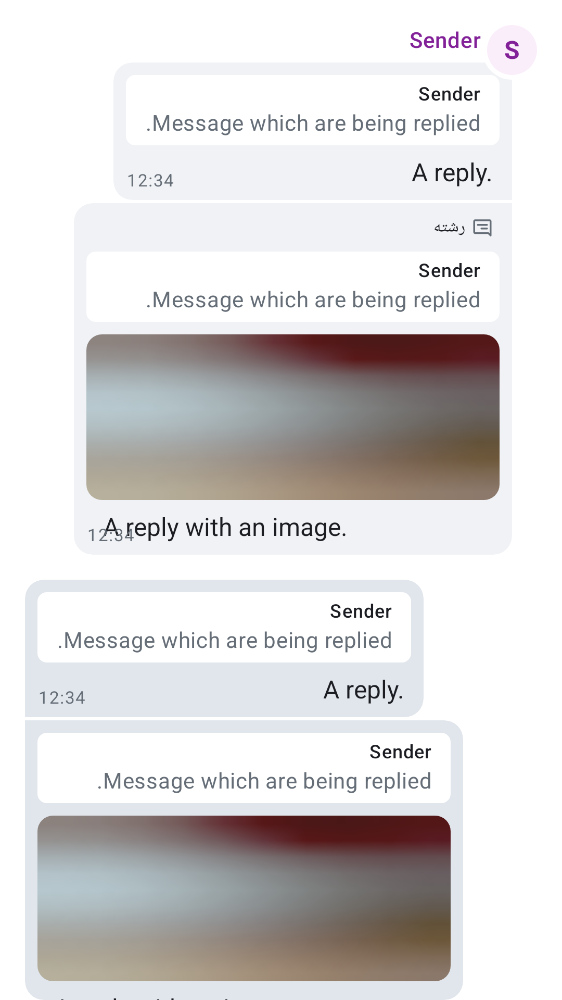 Sender
S
Sender
.Message which are being replied
A reply.
12:34
رشته
Sender
.Message which are being replied
A reply with an image.
12:34
Sender
.Message which are being replied
A reply.
12:34
Sender
.Message which are being replied